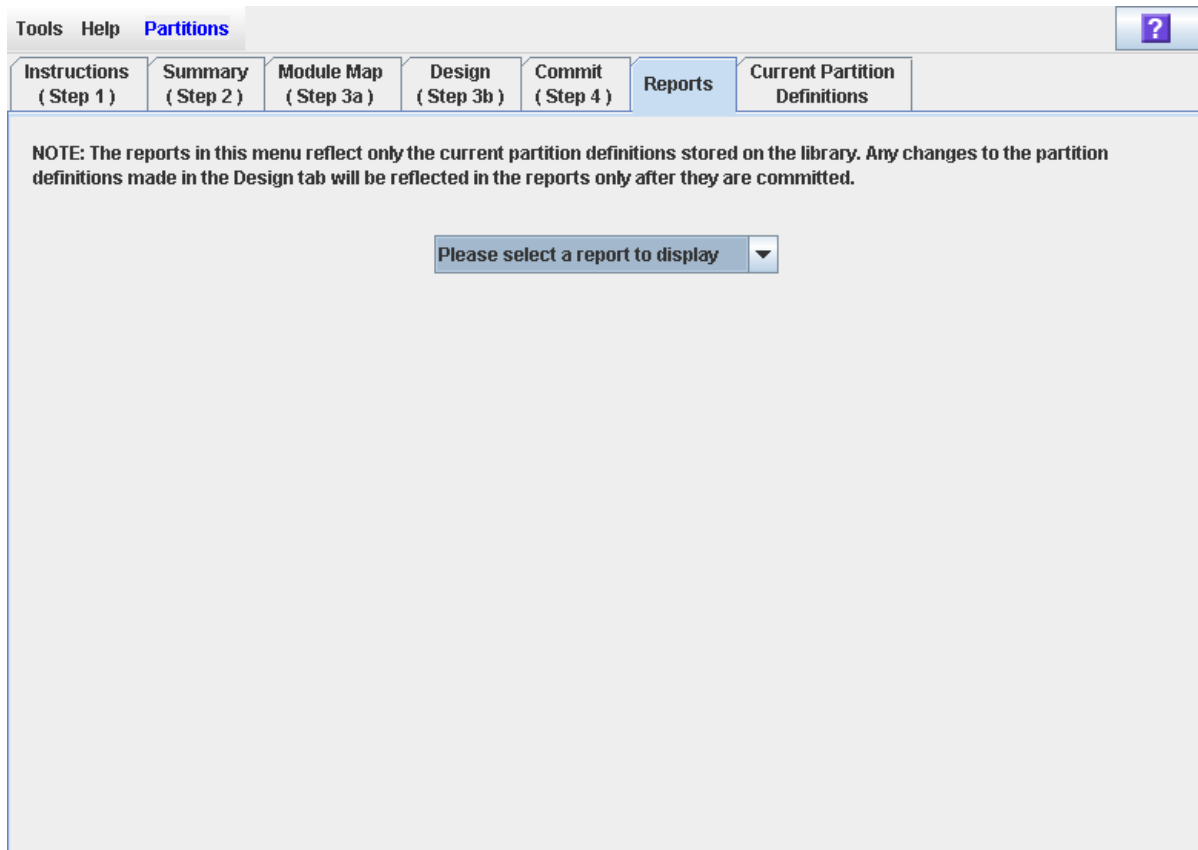 Tools Help Partitions
?
Instructions
( Step 1 )
Summary
( Step 2 )
Module Map
( Step 3a )
Design
( Step 3b )
Commit
( Step 4 )
Reports
Current Partition
Definitions
NOTE: The reports in this menu reflect only the current partition definitions stored on the library. Any changes to the partition
definitions made in the Design tab will be reflected in the reports only after they are committed.
Please select a report to display